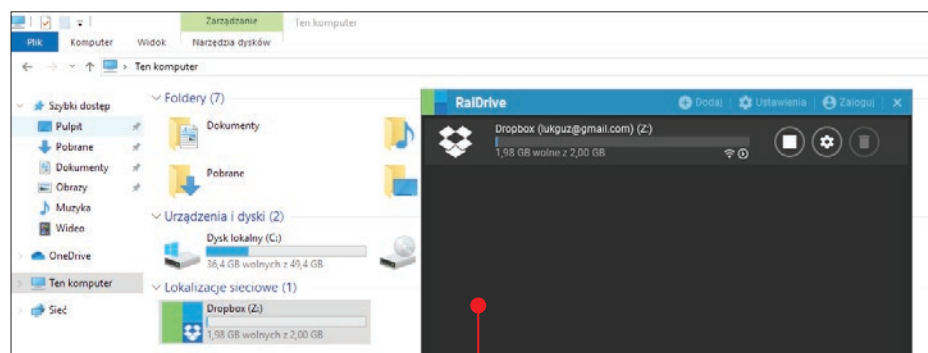 Zarządzanie
Ten komputer
Plik
Komputer
Widok
Narzędzia dysków
Ten komputer
Szybki dostęp
Pulpit
Pobrane
Dokumenty
Obrazy
Muzyka
Wideo
OneDrive
Ten komputer
Sieć
Foldery (7)
Dokumenty
Pobrane
Urządzenia i dyski (2)
Dysk lokalny (C:)
36,4 GB wolnych z 49,4 GB
Lokalizacje sieciowe (1)
Dropbox (Z:)
1,98 GB wolnych z 2,00 GB
RaiDrive
Dodaj
Ustawienia
Zaloguj
Dropbox (lukguz@gmail.com) (Z:)
1,98 GB wolne z 2,00 GB